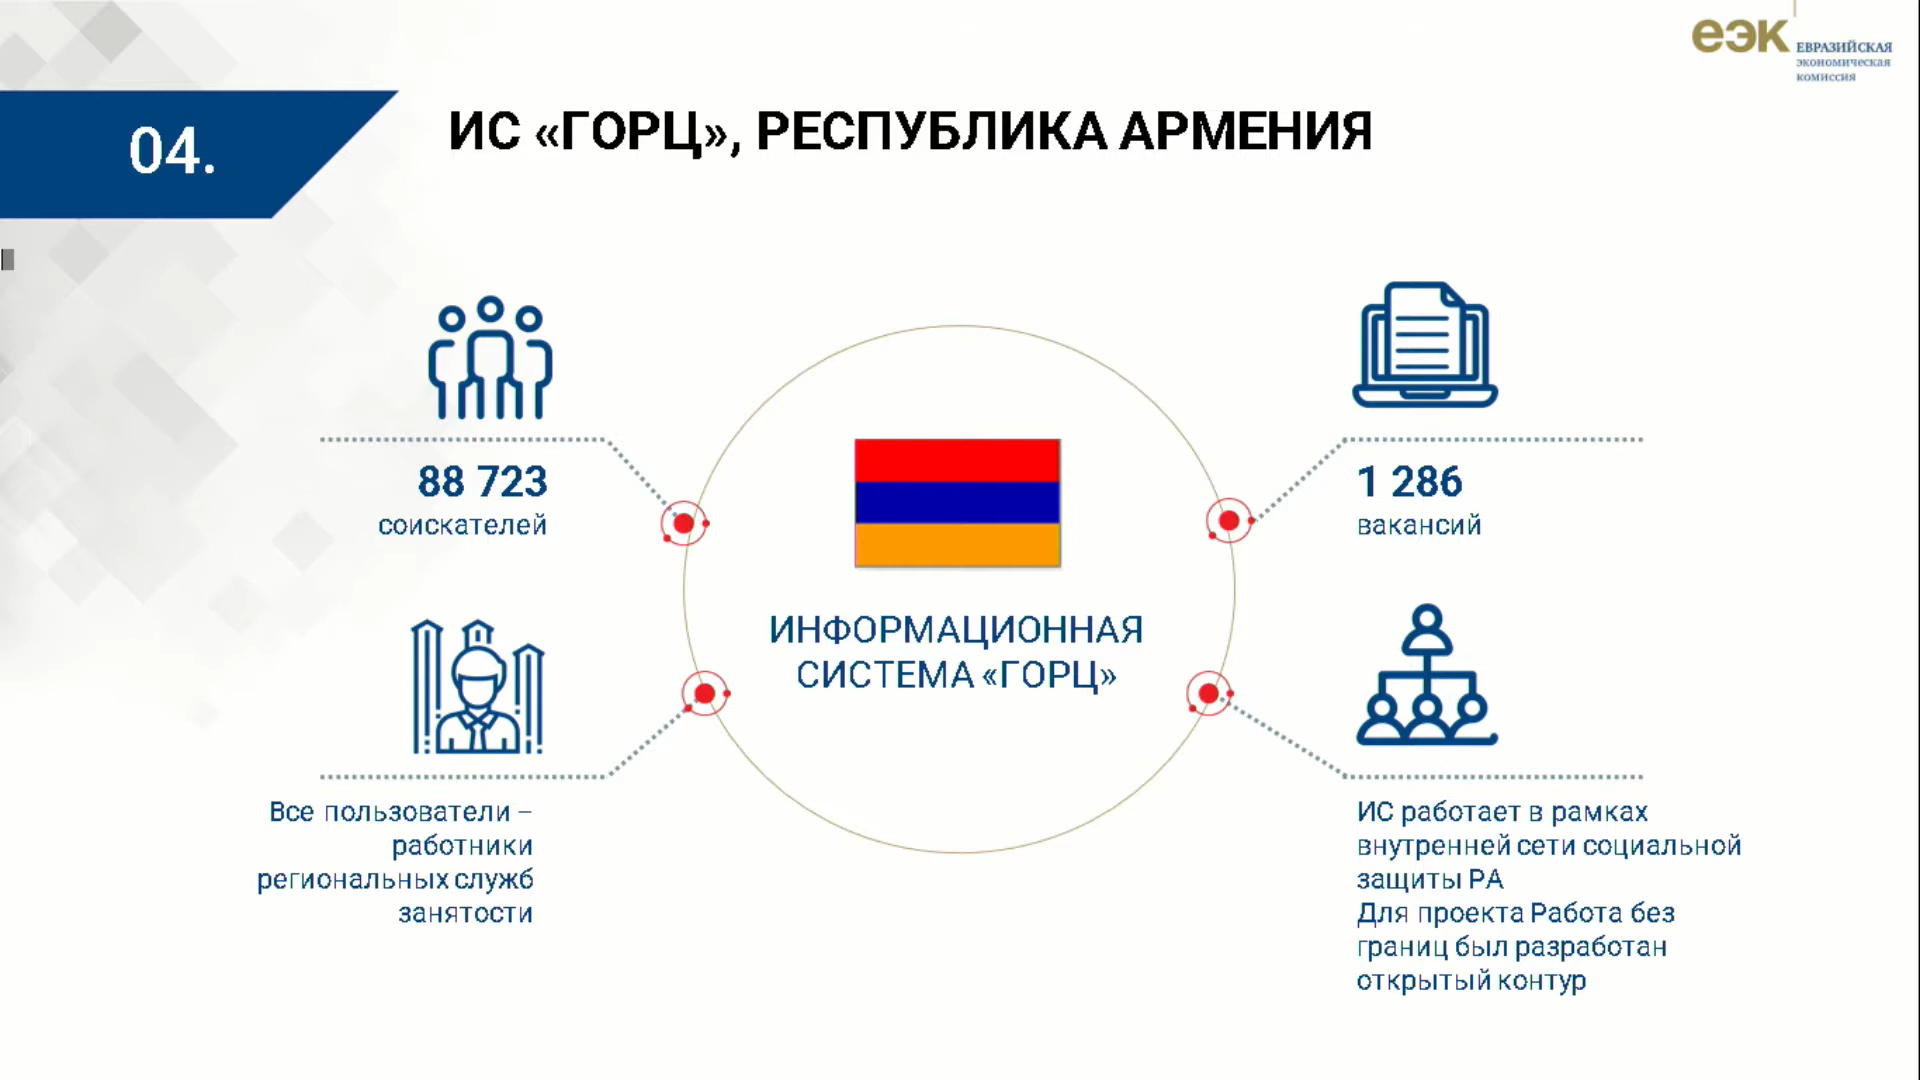 еэк
ЕВРАЗИЙСКАЯ
экономическая
комиссия
04.
ИС «ГОРЦ», РЕСПУБЛИКА АРМЕНИЯ
88 723
соискателей
1 286
вакансий
ИНФОРМАЦИОННАЯ
СИСТЕМА «ГОРЦ»
Все пользователи –
работники
региональных служб
занятости
ИС работает в рамках
внутренней сети социальной
защиты РА
Для проекта Работа без
границ был разработан
открытый контур